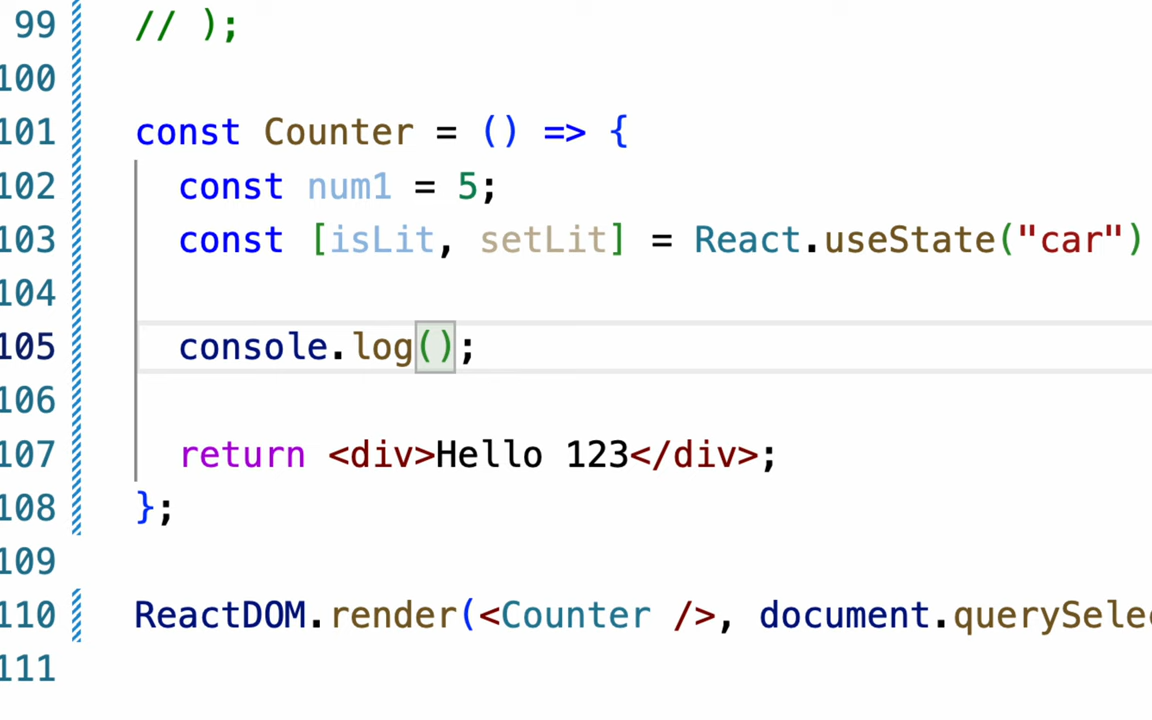 99 // );
100
101 const Counter = () => {
102 const num1 = 5;
103 const [isLit, setLit] = React.useState("car")
104
105 console.log();
106
107 return <div>Hello 123</div>;
108 };
109
110 ReactDOM.render(<Counter />, document.querySele
111